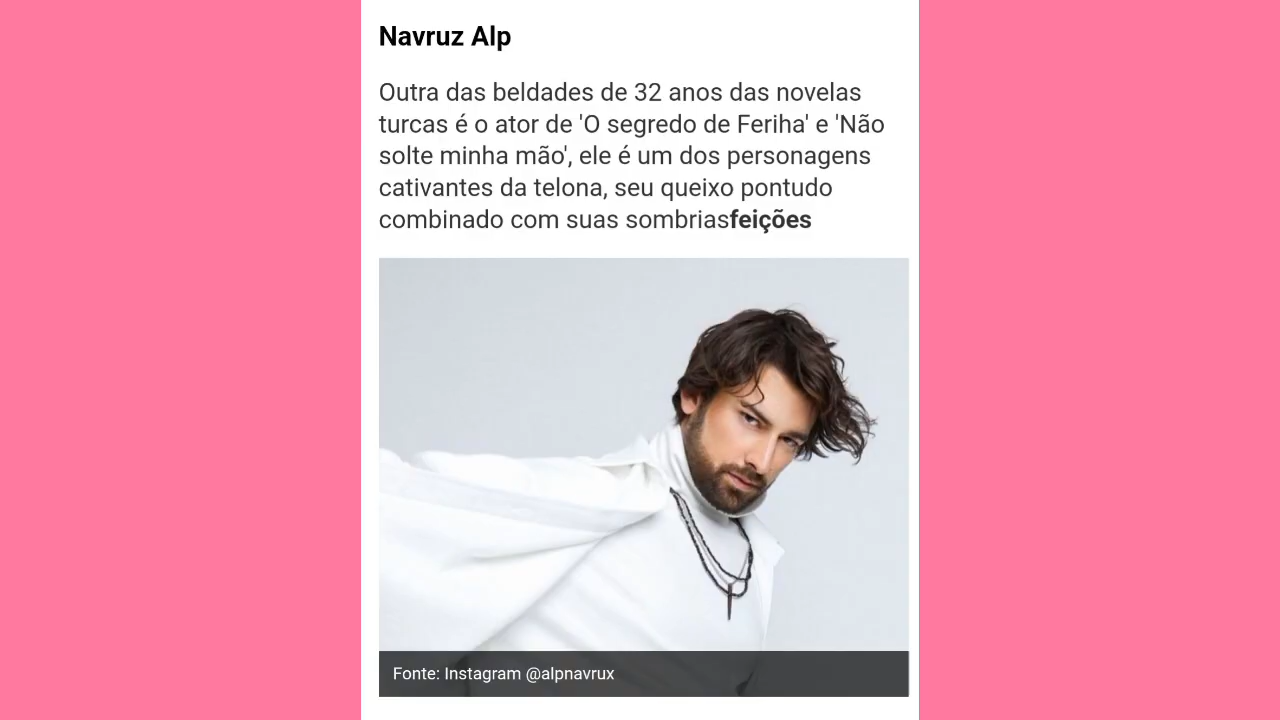 Navruz Alp
Outra das beldades de 32 anos das novelas
turcas é o ator de 'O segredo de Feriha' e 'Não
solte minha mão', ele é um dos personagens
cativantes da telona, seu queixo pontudo
combinado com suas sombriasfeições
Fonte: Instagram @alpnavrux